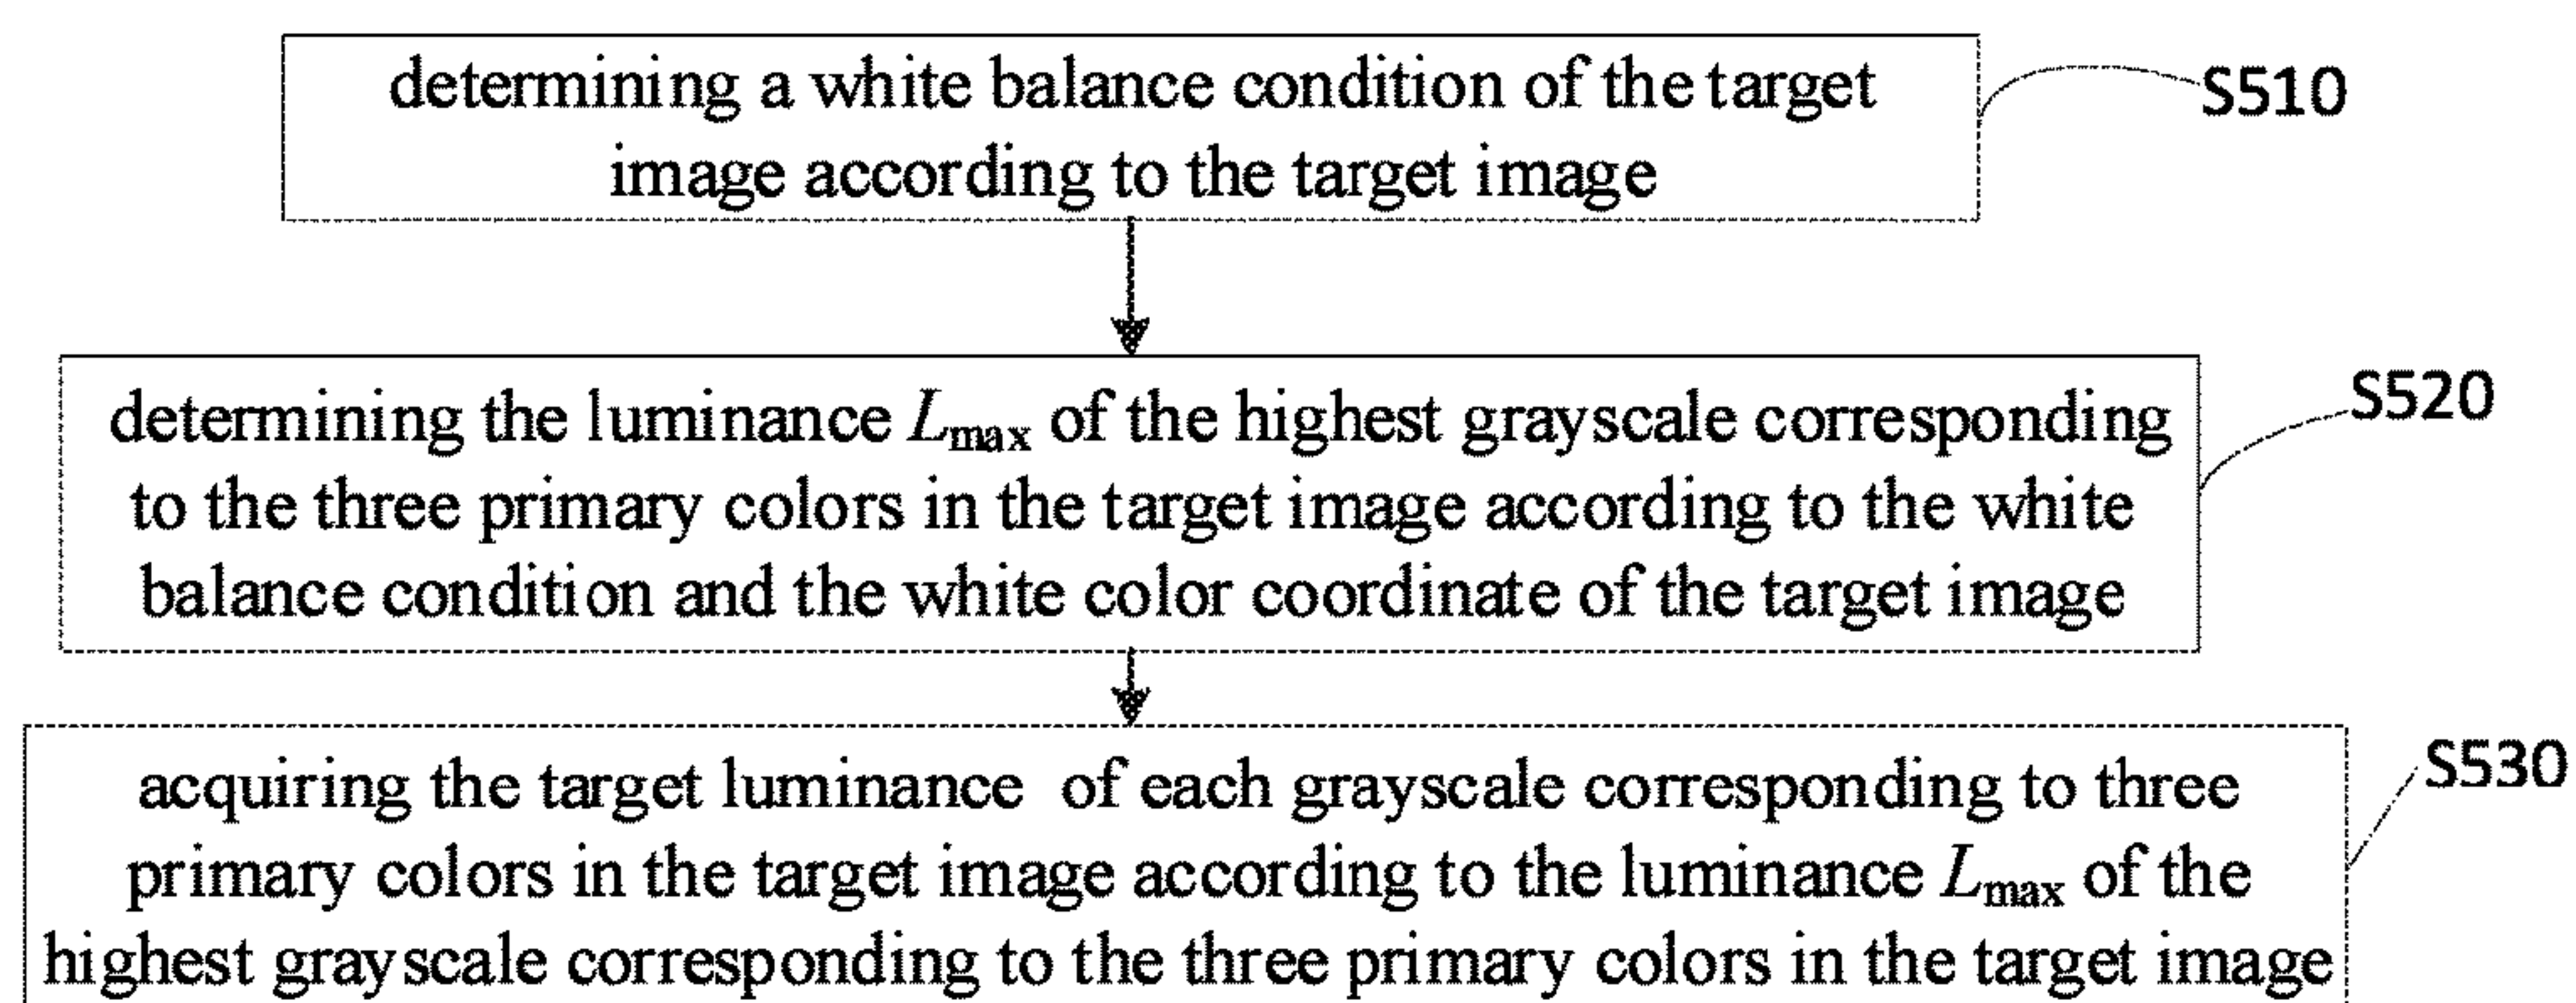 determining a white balance condition of the target
image according to the target image
S510
determining the luminance Lmax of the highest grayscale corresponding
to the three primary colors in the target image according to the white
balance condition and the white color coordinate of the target image
S520
acquiring the target luminance of each grayscale corresponding to three
primary colors in the target image according to the luminance Lmax of the
highest grayscale corresponding to the three primary colors in the target image
S530